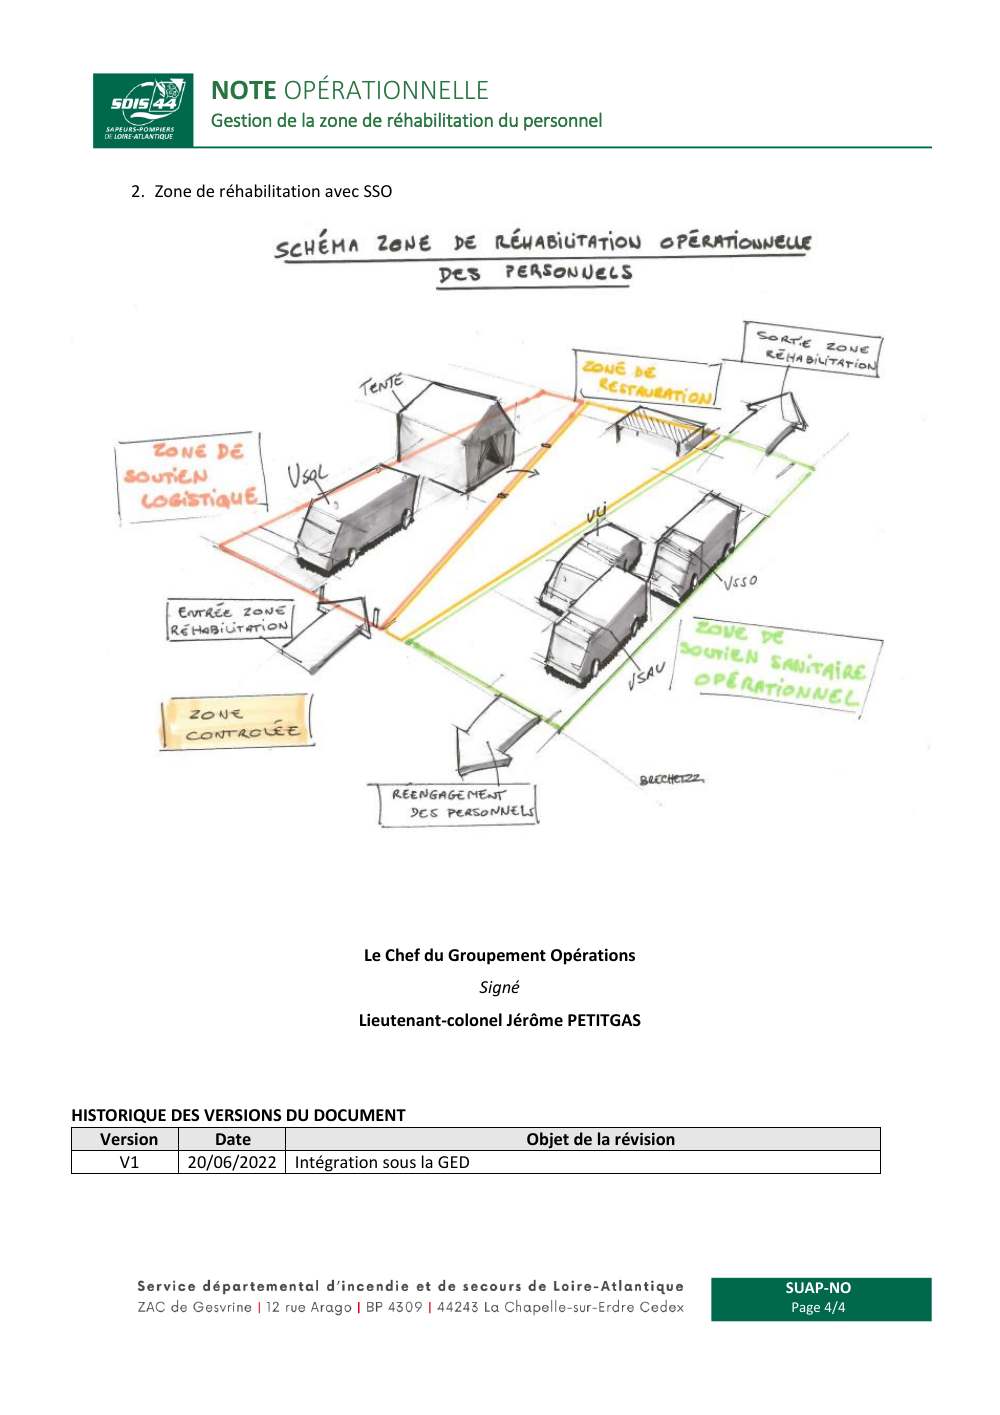 SDIS 44
SAPEURS-POMPIERS
DE LOIRE-ATLANTIQUE
NOTE OPÉRATIONNELLE
Gestion de la zone de réhabilitation du personnel
2. Zone de réhabilitation avec SSO
SCHÉMA ZONE DE RÉHABILITATION OPÉRATIONNELLE
DES PERSONNELS
SORTIE ZONE
RÉHABILITATION
ZONE DE
RESTAURATION
TENTE
ZONE DE
SOUTIEN
LOGISTIQUE
VSOL
VLI
VSSO
ENTRÉE ZONE
RÉHABILITATION
ZONE DE
SOUTIEN SANITAIRE
OPÉRATIONNEL
VSAV
ZONE
CONTROLÉE
BRECHET22
RÉENGAGEMENT
DES PERSONNELS
Le Chef du Groupement Opérations
Signé
Lieutenant-colonel Jérôme PETITGAS
HISTORIQUE DES VERSIONS DU DOCUMENT
Version Date Objet de la révision
V1 20/06/2022 Intégration sous la GED
Service départemental d'incendie et de secours de Loire-Atlantique
ZAC de Gesvrine | 12 rue Arago | BP 4309 | 44243 La Chapelle-sur-Erdre Cedex
SUAP-NO
Page 4/4